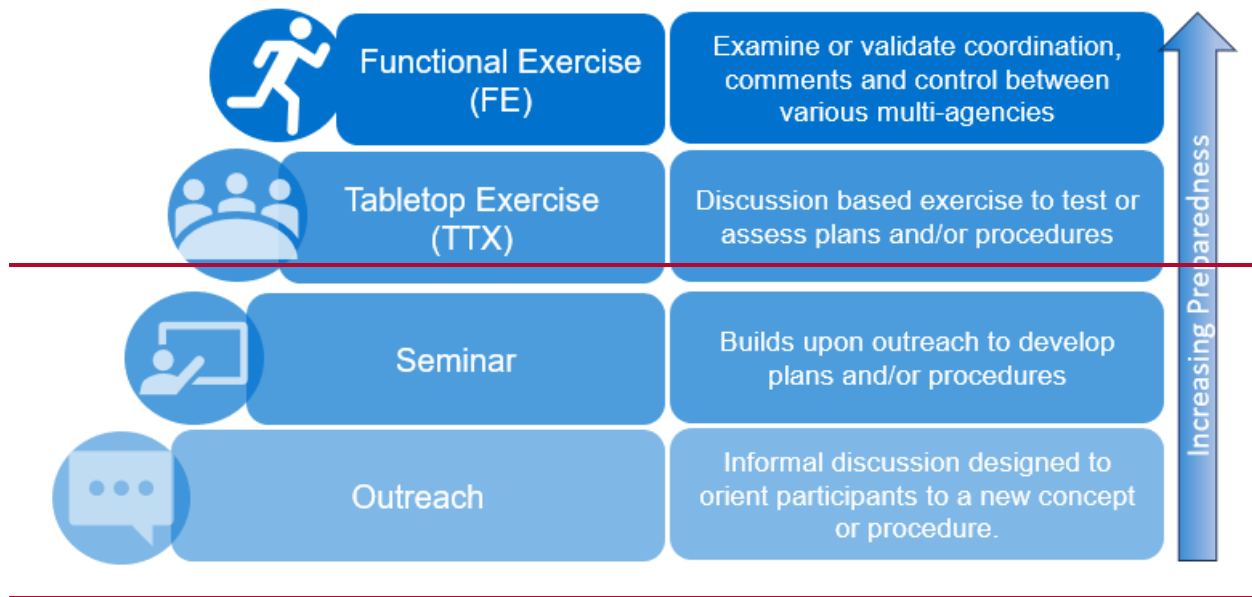 Functional Exercise
(FE)
Examine or validate coordination,
comments and control between
various multi-agencies
Tabletop Exercise
(TTX)
Discussion based exercise to test or
assess plans and/or procedures
Seminar
Builds upon outreach to develop
plans and/or procedures
Outreach
Informal discussion designed to
orient participants to a new concept
or procedure.
Increasing Preparedness